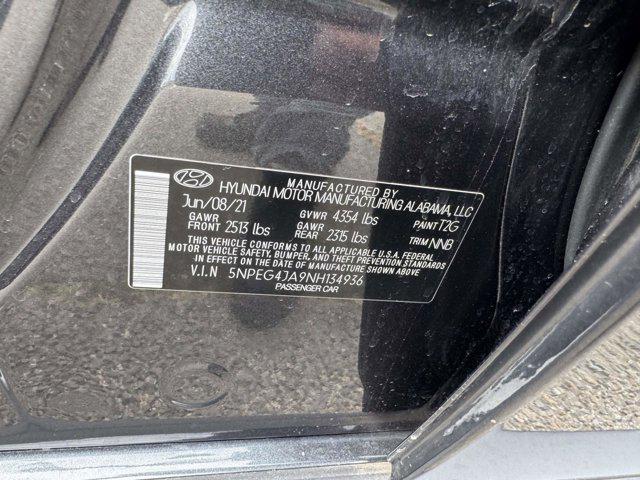 MANUFACTURED BY
HYUNDAI MOTOR MANUFACTURING ALABAMA, LLC
Jun/08/21 GVWR 4354 lbs PAINT T2G
GAWR FRONT 2513 lbs GAWR REAR 2315 lbs TRIM NNB
THIS VEHICLE CONFORMS TO ALL APPLICABLE U.S.A. FEDERAL
MOTOR VEHICLE SAFETY, BUMPER, AND THEFT PREVENTION STANDARDS
IN EFFECT ON THE DATE OF MANUFACTURE SHOWN ABOVE.
V.I.N 5NPEG4JA9NH134936
PASSENGER CAR